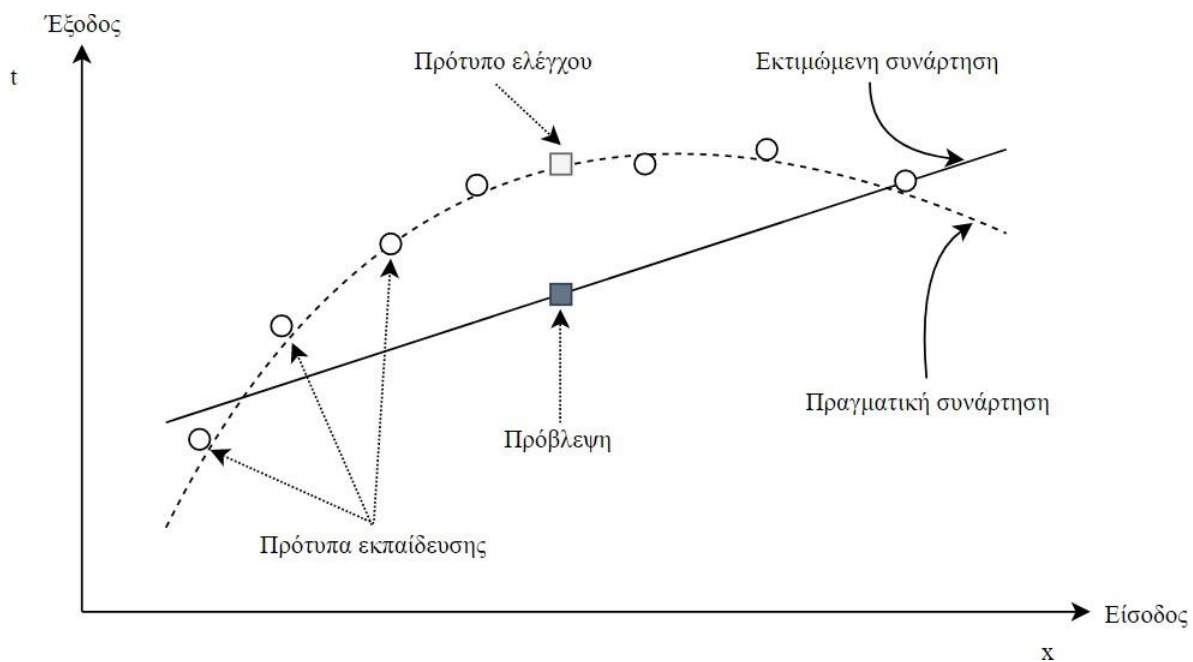 Έξοδος
t
Πρότυπο ελέγχου
Εκτιμώμενη συνάρτηση
Πραγματική συνάρτηση
Πρόβλεψη
Πρότυπα εκπαίδευσης
Είσοδος
x